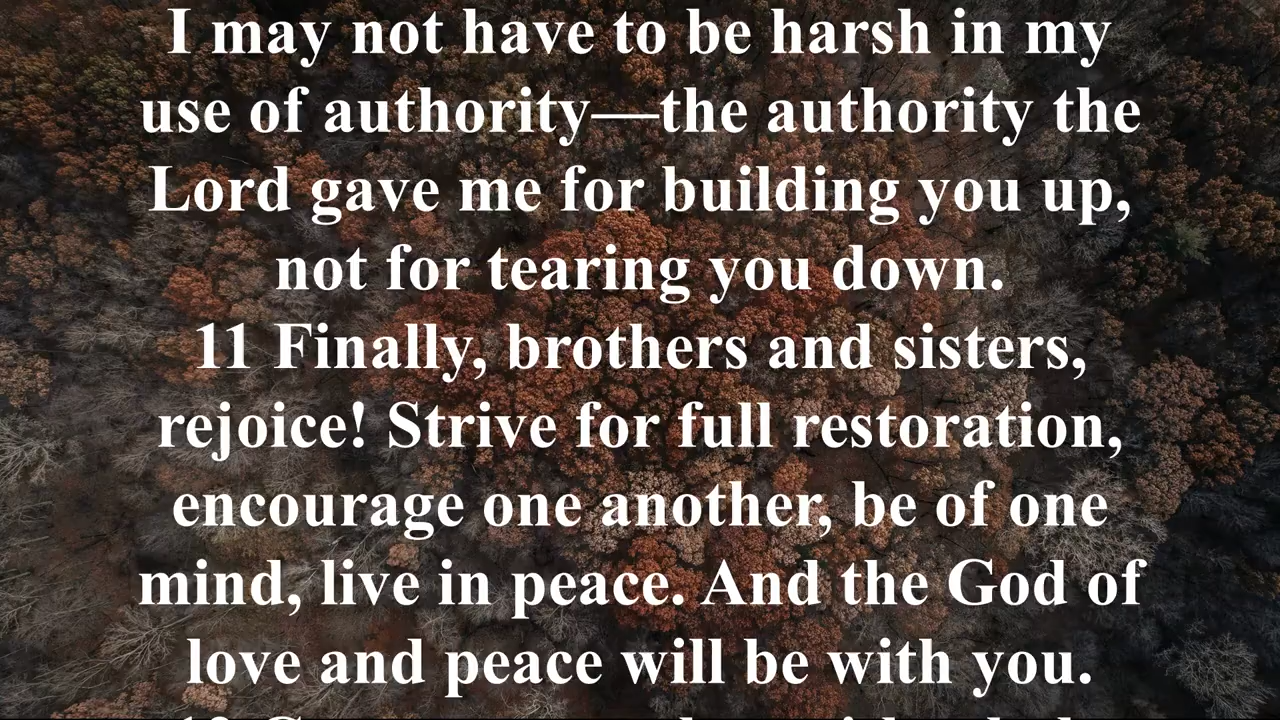 I may not have to be harsh in my
use of authority—the authority the
Lord gave me for building you up,
not for tearing you down.
11 Finally, brothers and sisters,
rejoice! Strive for full restoration,
encourage one another, be of one
mind, live in peace. And the God of
love and peace will be with you.